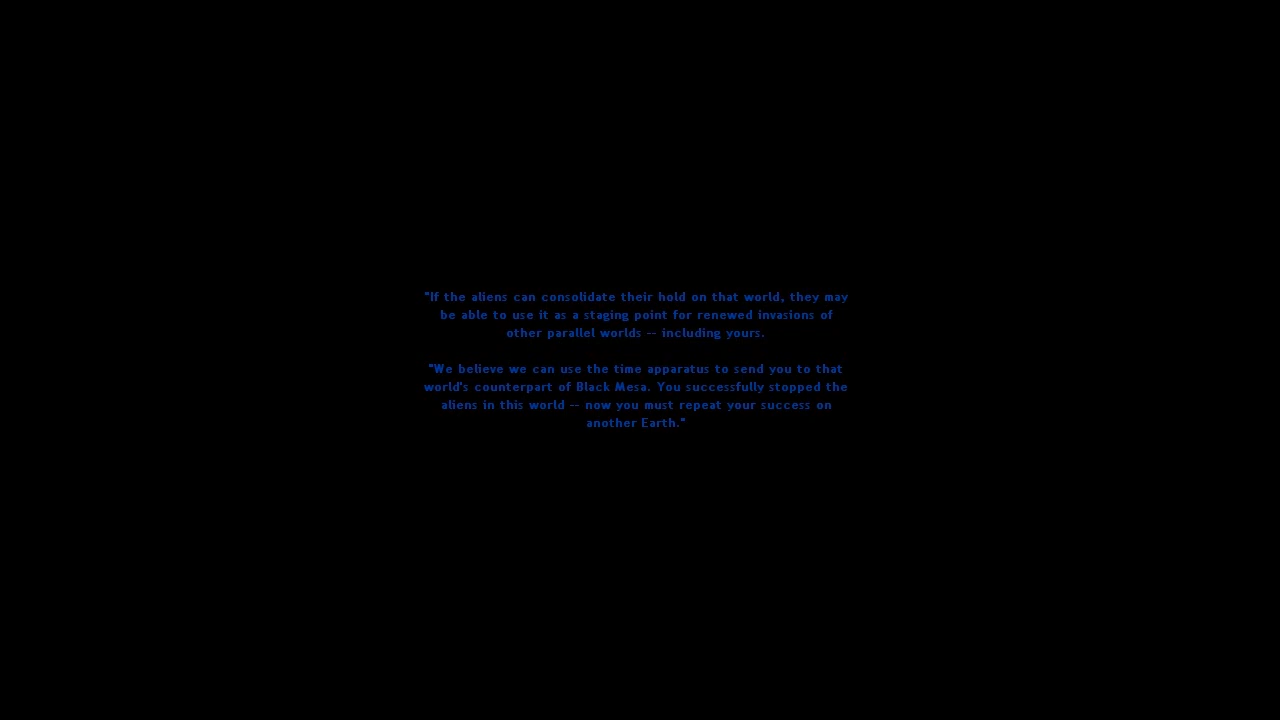 "If the aliens can consolidate their hold on that world, they may
be able to use it as a staging point for renewed invasions of
other parallel worlds -- including yours.
"We believe we can use the time apparatus to send you to that
world's counterpart of Black Mesa. You successfully stopped the
aliens in this world -- now you must repeat your success on
another Earth."